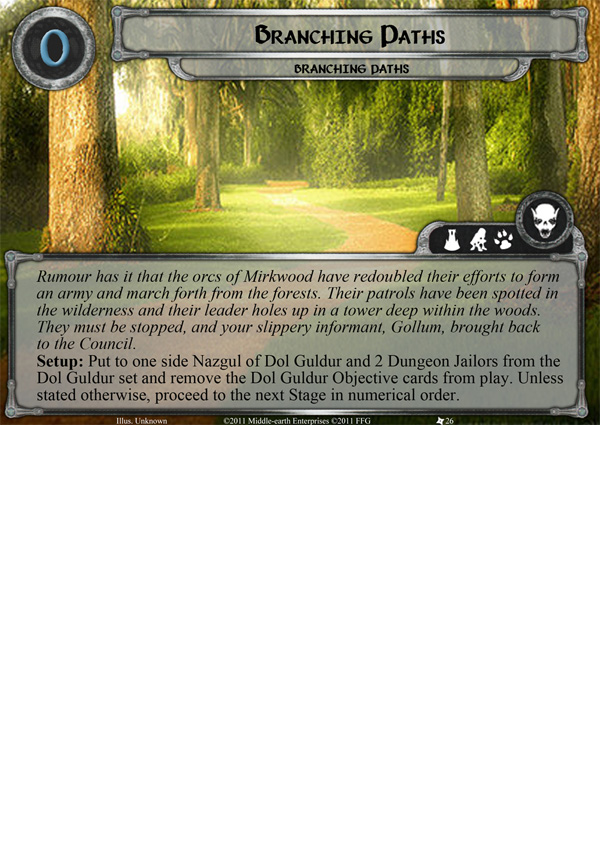 0
BRANCHING PATHS
BRANCHING PATHS
Rumour has it that the orcs of Mirkwood have redoubled their efforts to form
an army and march forth from the forests. Their patrols have been spotted in
the wilderness and their leader holes up in a tower deep within the woods.
They must be stopped, and your slippery informant, Gollum, brought back
to the Council.
Setup: Put to one side Nazgul of Dol Guldur and 2 Dungeon Jailors from the
Dol Guldur set and remove the Dol Guldur Objective cards from play. Unless
stated otherwise, proceed to the next Stage in numerical order.
Illus. Unknown ©2011 Middle-earth Enterprises ©2011 FFG 26